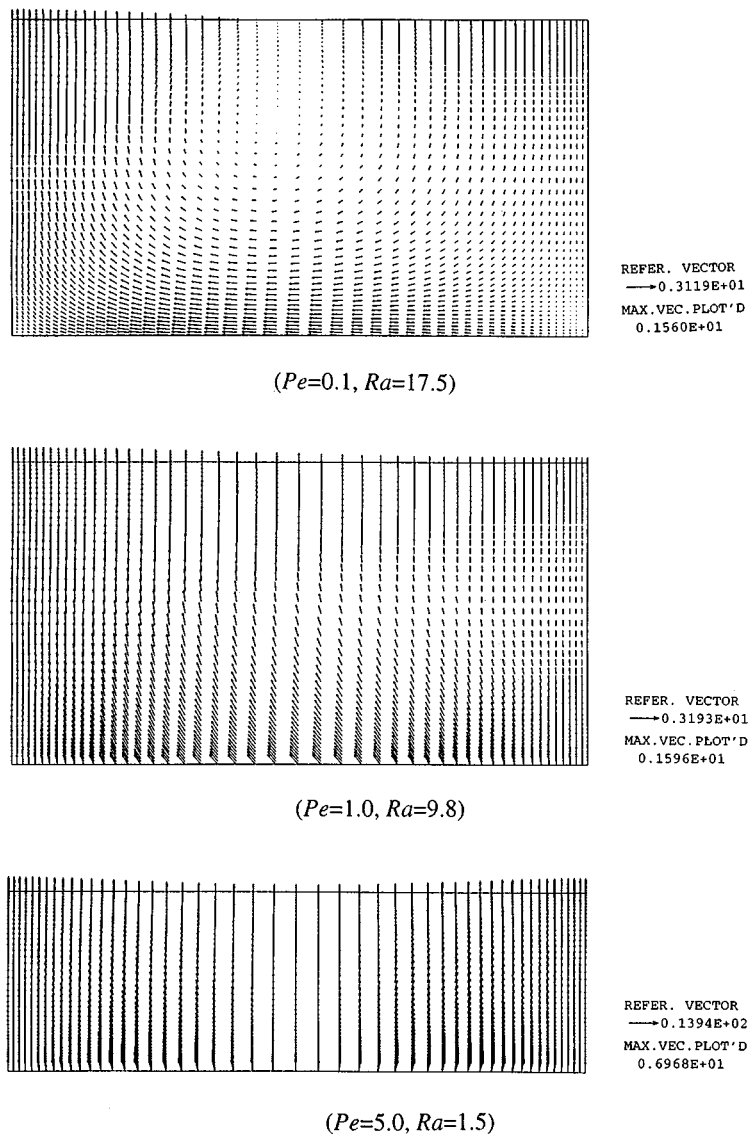 REFER. VECTOR
0.3119E+01
MAX.VEC.PLOT'D
0.1560E+01
(Pe=0.1, Ra=17.5)
REFER. VECTOR
0.3193E+01
MAX.VEC.PLOT'D
0.1596E+01
(Pe=1.0, Ra=9.8)
REFER. VECTOR
0.1394E+02
MAX.VEC.PLOT'D
0.6968E+01
(Pe=5.0, Ra=1.5)